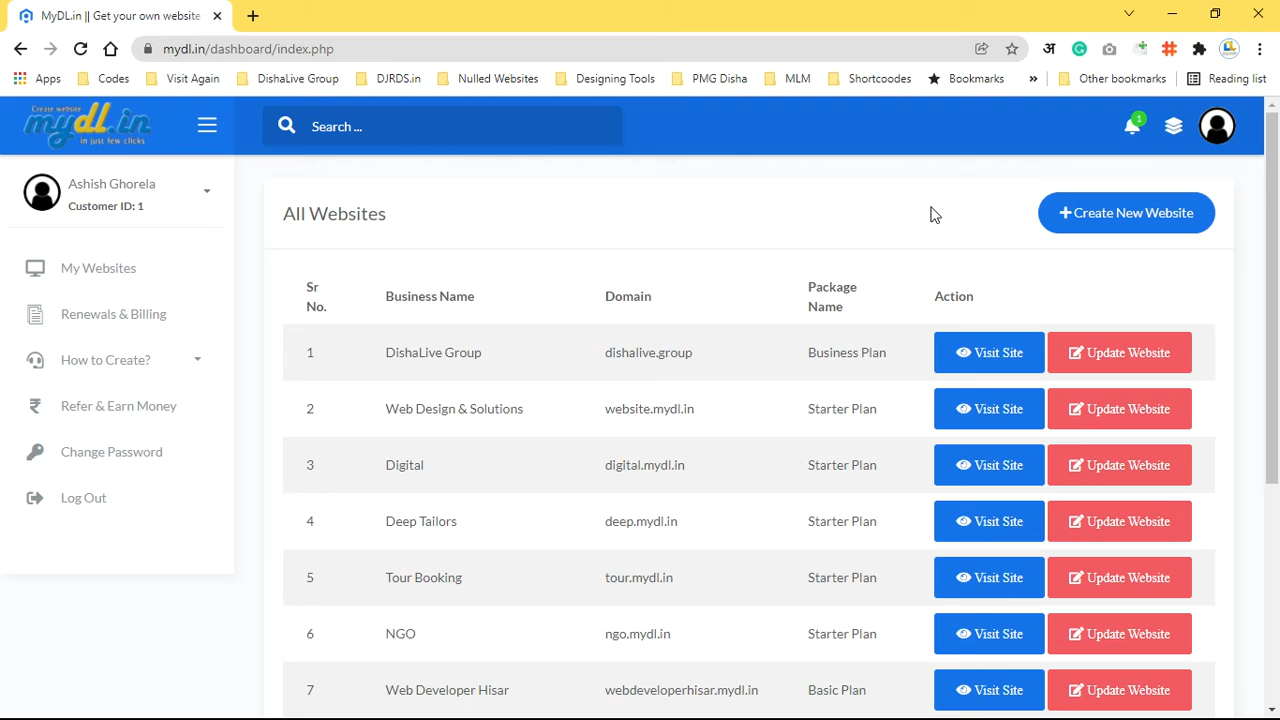 MyDL.in || Get your own website
mydl.in/dashboard/index.php
अ
Apps Codes Visit Again DishaLive Group DJRDS.in Nulled Websites Designing Tools PMG Disha MLM Shortcoodes Bookmarks » Other bookmarks Reading list
Create website
mydl.in
in just few clicks
Search ...
1
Ashish Ghorela
Customer ID: 1
My Websites
Renewals & Billing
How to Create?
Refer & Earn Money
Change Password
Log Out
All Websites
Create New Website
Sr No. Business Name Domain Package Name Action
1 DishaLive Group dishalive.group Business Plan Visit Site Update Website
2 Web Design & Solutions website.mydl.in Starter Plan Visit Site Update Website
3 Digital digital.mydl.in Starter Plan Visit Site Update Website
4 Deep Tailors deep.mydl.in Starter Plan Visit Site Update Website
5 Tour Booking tour.mydl.in Starter Plan Visit Site Update Website
6 NGO ngo.mydl.in Starter Plan Visit Site Update Website
7 Web Developer Hisar webdeveloperhisar.mydl.in Basic Plan Visit Site Update Website